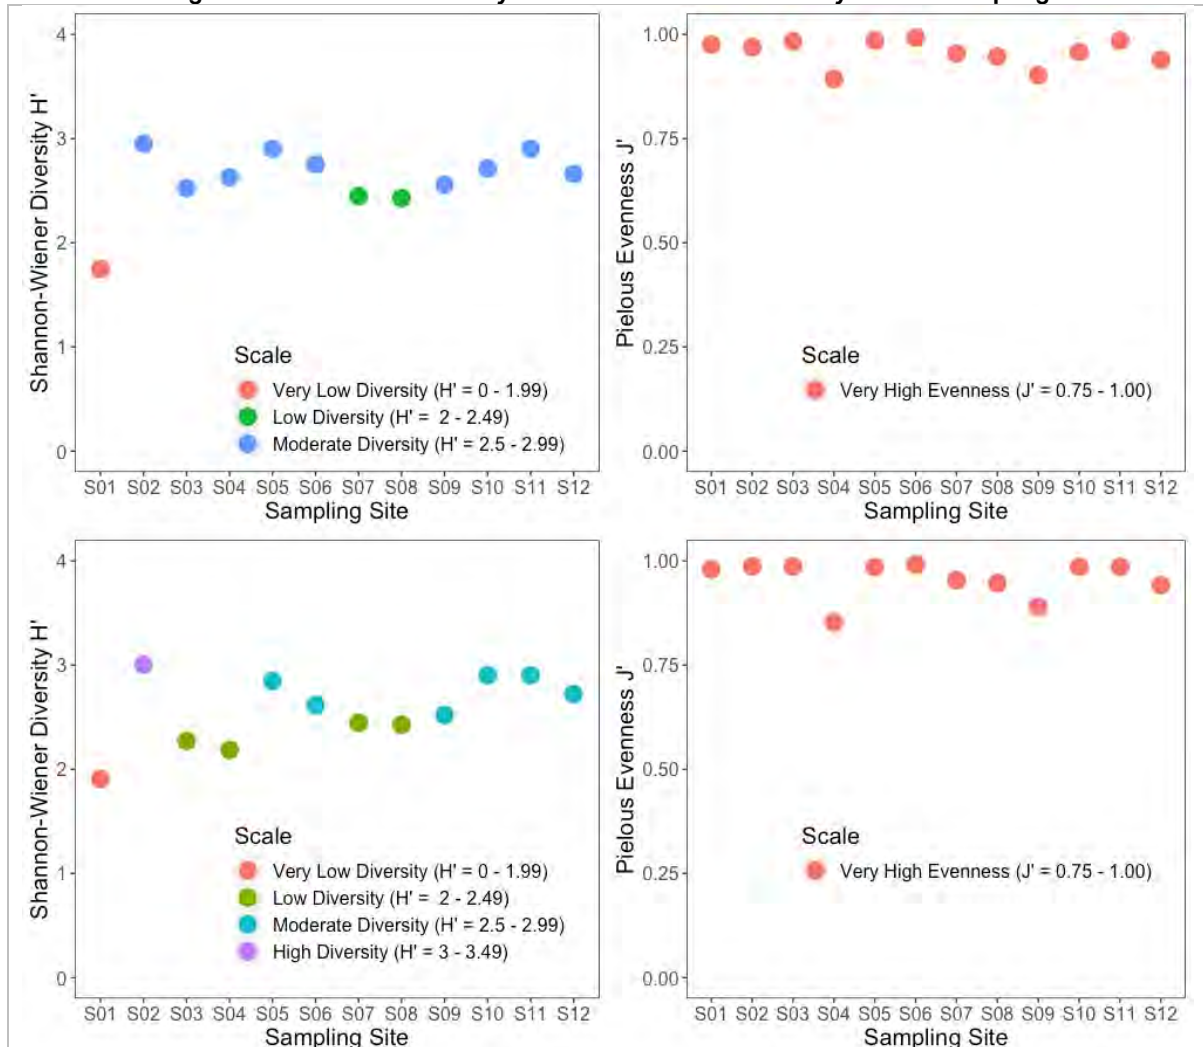 4
3
2
1
0
Shannon-Wiener Diversity H'
Scale
Very Low Diversity (H' = 0 - 1.99)
Low Diversity (H' = 2 - 2.49)
Moderate Diversity (H' = 2.5 - 2.99)
S01 S02 S03 S04 S05 S06 S07 S08 S09 S10 S11 S12
Sampling Site
1.00
0.75
0.50
0.25
0.00
Pielous Evenness J'
Scale
Very High Evenness (J' = 0.75 - 1.00)
S01 S02 S03 S04 S05 S06 S07 S08 S09 S10 S11 S12
Sampling Site
4
3
2
1
0
Shannon-Wiener Diversity H'
Scale
Very Low Diversity (H' = 0 - 1.99)
Low Diversity (H' = 2 - 2.49)
Moderate Diversity (H' = 2.5 - 2.99)
High Diversity (H' = 3 - 3.49)
S01 S02 S03 S04 S05 S06 S07 S08 S09 S10 S11 S12
Sampling Site
1.00
0.75
0.50
0.25
0.00
Pielous Evenness J'
Scale
Very High Evenness (J' = 0.75 - 1.00)
S01 S02 S03 S04 S05 S06 S07 S08 S09 S10 S11 S12
Sampling Site